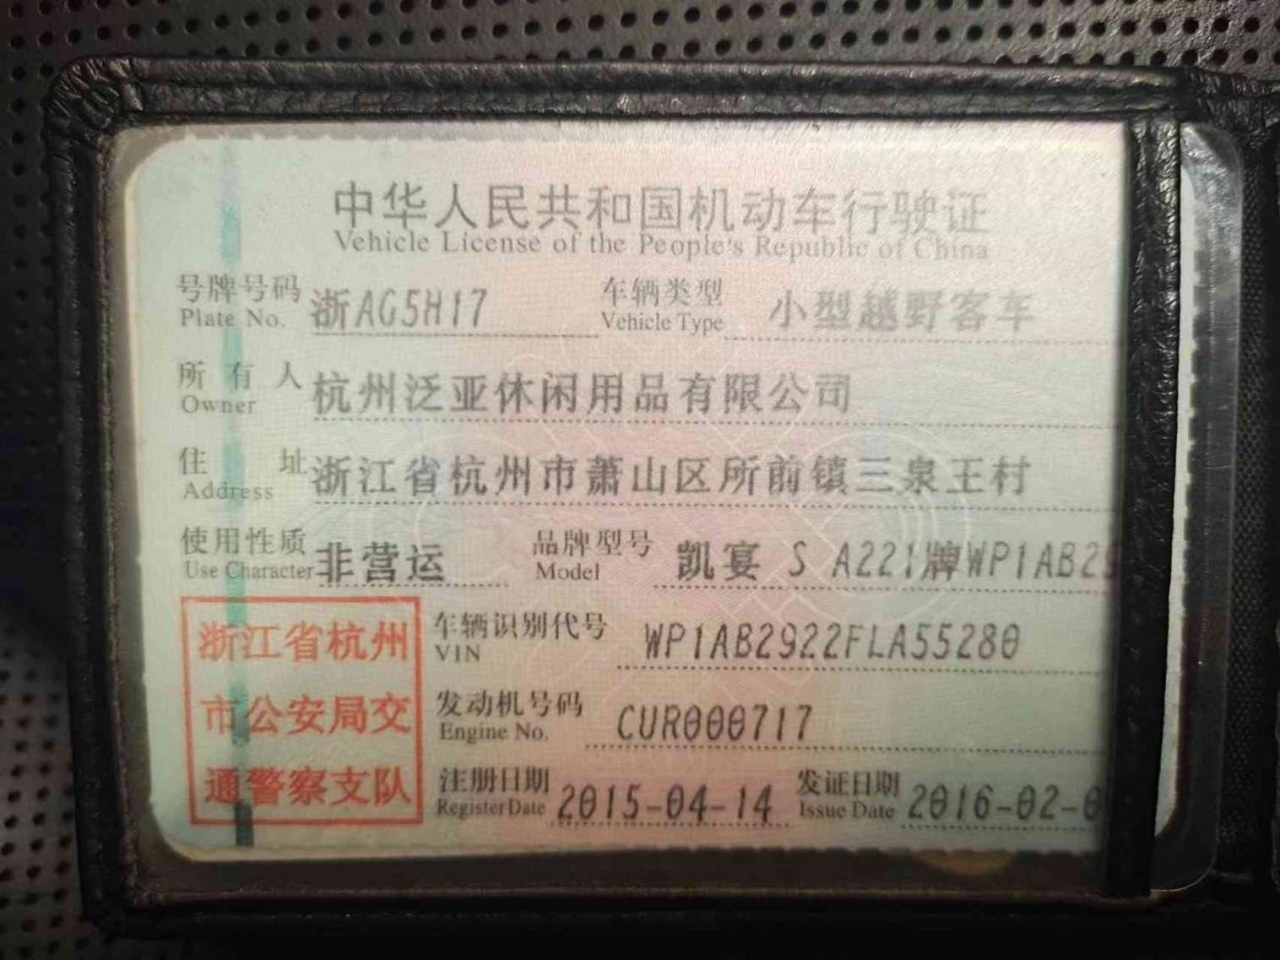 中华人民共和国机动车行驶证
Vehicle License of the People's Republic of China
号牌号码 浙AG5H17 车辆类型 小型越野客车
Plate No. Vehicle Type
所有人 杭州泛亚休闲用品有限公司
Owner
住址 浙江省杭州市萧山区所前镇三泉王村
Address
使用性质 非营运 品牌型号 凯宴 S A221牌WP1AB29
Use Character Model
浙江省杭州
市公安局交
通警察支队
车辆识别代号 WP1AB2922FLA55280
VIN
发动机号码 CUR000717
Engine No.
注册日期 2015-04-14 发证日期 2016-02-0
Register Date Issue Date